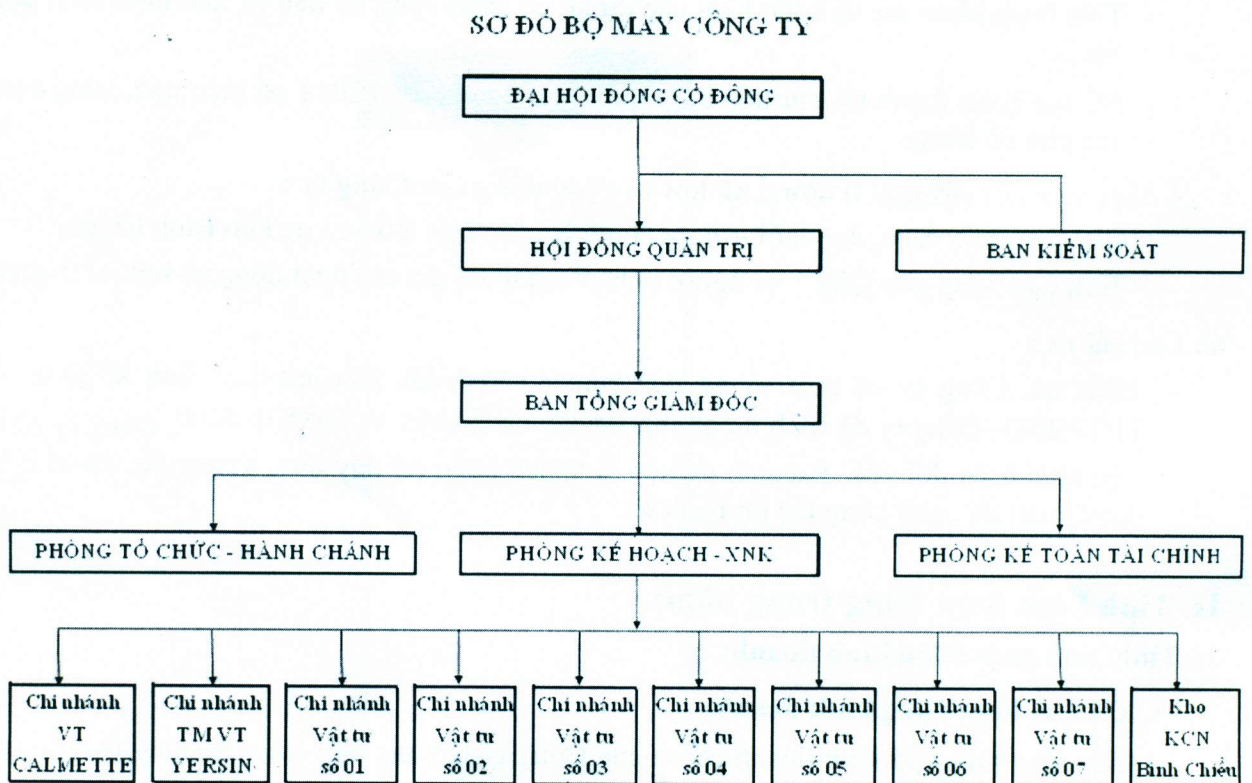 SƠ ĐỒ BỘ MÁY CÔNG TY
ĐẠI HỘI ĐỒNG CỔ ĐÔNG
HỘI ĐỒNG QUẢN TRỊ
BAN KIỂM SOÁT
BAN TỔNG GIÁM ĐỐC
PHÒNG TỔ CHỨC - HÀNH CHÁNH
PHÒNG KẾ HOẠCH - XNK
PHÒNG KẾ TOÁN TÀI CHÍNH
Chi nhánh
VT
CALMETTE
Chi nhánh
TM VT
YERSIN
Chi nhánh
Vật tư
số 01
Chi nhánh
Vật tư
số 02
Chi nhánh
Vật tư
số 03
Chi nhánh
Vật tư
số 04
Chi nhánh
Vật tư
số 05
Chi nhánh
Vật tư
số 06
Chi nhánh
Vật tư
số 07
Kho
KCN
Bình Chiểu